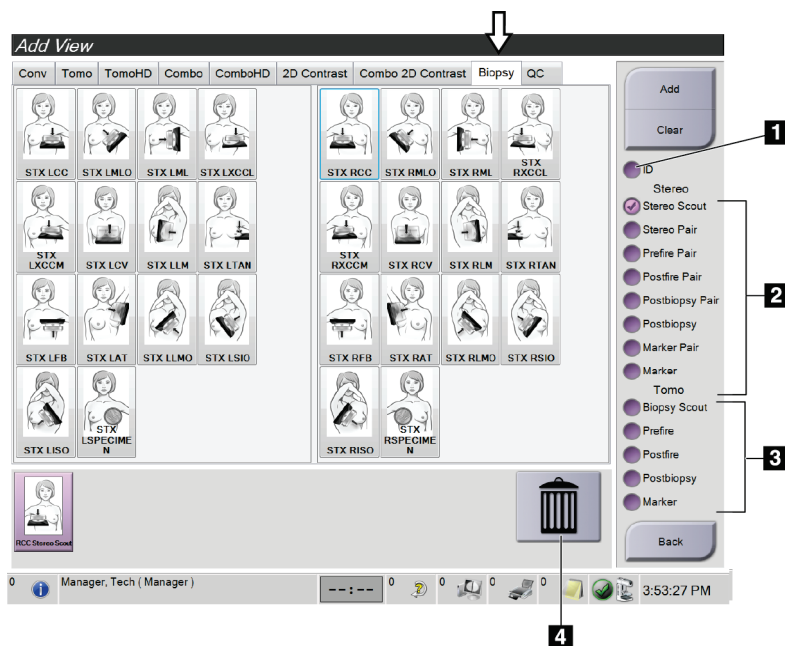 Add View
Conv Tomo TomoHD Combo ComboHD 2D Contrast Combo 2D Contrast Biopsy QC
STX LCC STX LMLO STX LML STX LXCCL
STX RCC STX RMLO STX RML STX
RXCCL
STX
LXCCM STX LCV STX LLM STX LTAN
STX
RXCCM STX RCV STX RLM STX RTAN
STX LFB STX LAT STX LLMO STX LSIO
STX RFB STX RAT STX RLMO STX RSIO
STX LISO STX
LSPECIME
N
STX RISO STX
RSPECIME
N
Add
Clear
1
ID
Stereo
Stereo Scout
Stereo Pair
Prefire Pair
Postfire Pair
2
Postbiopsy Pair
Postbiopsy
Marker Pair
Marker
Tomo
Biopsy Scout
Prefire
Postfire
3
Postbiopsy
Marker
Back
RCC Stereo Scout
0 Manager, Tech ( Manager ) --:-- 0 0 0 0 3:53:27 PM
4